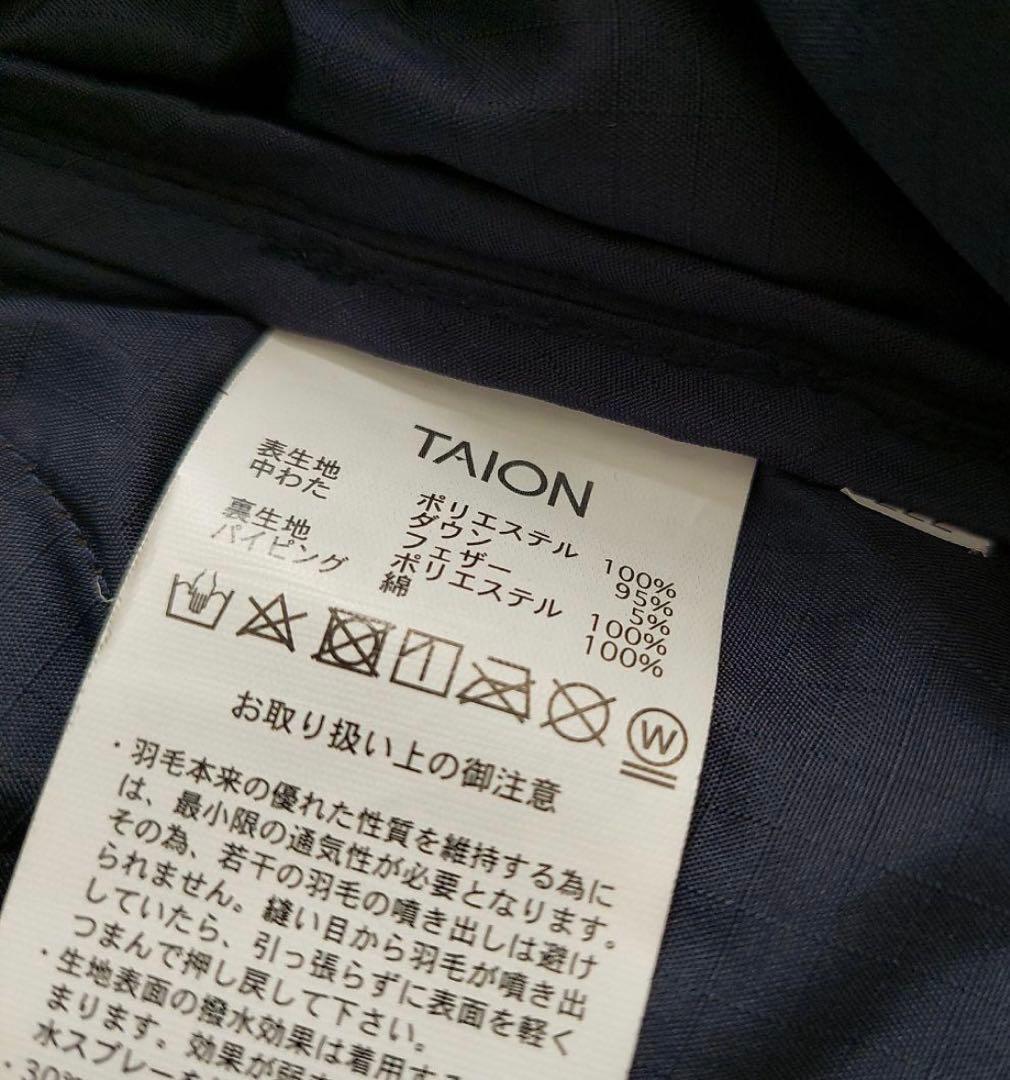 TAION
表生地 ポリエステル 100%
中わた ダウン 95%
フェザー 5%
裏生地 ポリエステル 100%
パイピング 綿 100%
W
お取り扱い上の御注意
・羽毛本来の優れた性質を維持する為に
は、最小限の通気性が必要となります。
その為、若干の羽毛の噴き出しは避け
られません。縫い目から羽毛が噴き出
していたら、引っ張らずに表面を軽く
つまんで押し戻して下さい。
・生地表面の撥水効果は着用
まります。効果が弱
水スプレーを
・30%